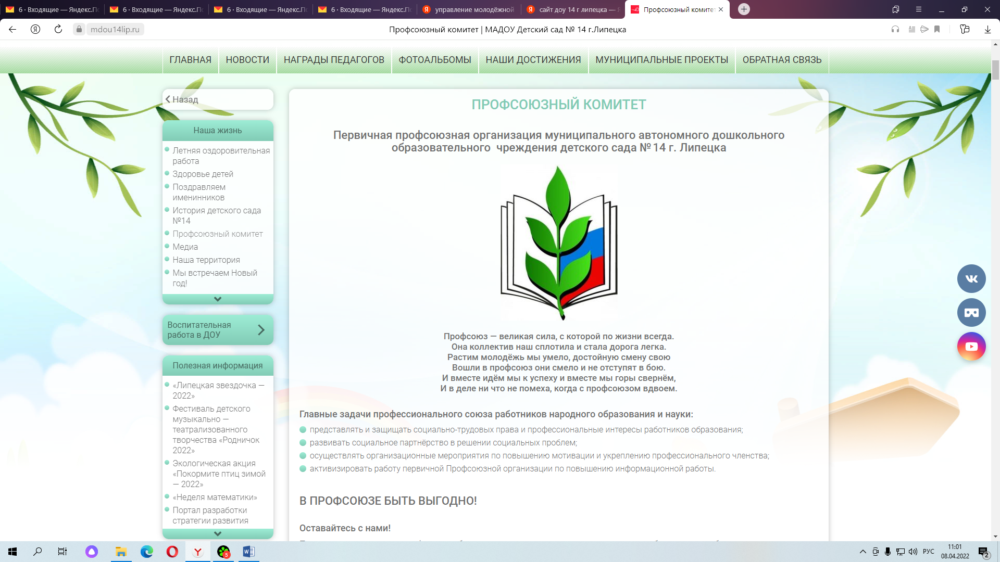 6 · Входящие — Яндекс.По
6 · Входящие — Яндекс.По
6 · Входящие — Яндекс.По
6 · Входящие — Яндекс.По
управление молодёжной
сайт доу 14 г липецка — Я
Профсоюзный комитет
mdou14lip.ru
Профсоюзный комитет | МАДОУ Детский сад № 14 г.Липецка
ГЛАВНАЯ
НОВОСТИ
НАГРАДЫ ПЕДАГОГОВ
ФОТОАЛЬБОМЫ
НАШИ ДОСТИЖЕНИЯ
МУНИЦИПАЛЬНЫЕ ПРОЕКТЫ
ОБРАТНАЯ СВЯЗЬ
Назад
Наша жизнь
Летняя оздоровительная
работа
Здоровье детей
Поздравляем
именинников
История детского сада
№14
Профсоюзный комитет
Медиа
Наша территория
Мы встречаем Новый
год!
Воспитательная
работа в ДОУ
Полезная информация
«Липецкая звездочка —
2022»
Фестиваль детского
музыкально —
театрализованного
творчества «Родничок
2022»
Экологическая акция
«Покормите птиц зимой
— 2022»
«Неделя математики»
Портал разработки
стратегии развития
ПРОФСОЮЗНЫЙ КОМИТЕТ
Первичная профсоюзная организация муниципального автономного дошкольного
образовательного  чреждения детского сада № 14 г. Липецка
Профсоюз — великая сила, с которой по жизни всегда.
Она коллектив наш сплотила и стала дорога легка.
Растим молодёжь мы умело, достойную смену свою
Вошли в профсоюз они смело и не отступят в бою.
И вместе идём мы к успеху и вместе мы горы свернём,
И в деле ни что не помеха, когда с профсоюзом вдвоем.
Главные задачи профессионального союза работников народного образования и науки:
представлять и защищать социально-трудовых права и профессиональные интересы работников образования;
развивать социальное партнёрство в решении социальных проблем;
осуществлять организационные мероприятия по повышению мотивации и укреплению профессионального членства;
активизировать работу первичной Профсоюзной организации по повышению информационной работы.
В ПРОФСОЮЗЕ БЫТЬ ВЫГОДНО!
Оставайтесь с нами!
5
РУС
11:01
08.04.2022
2